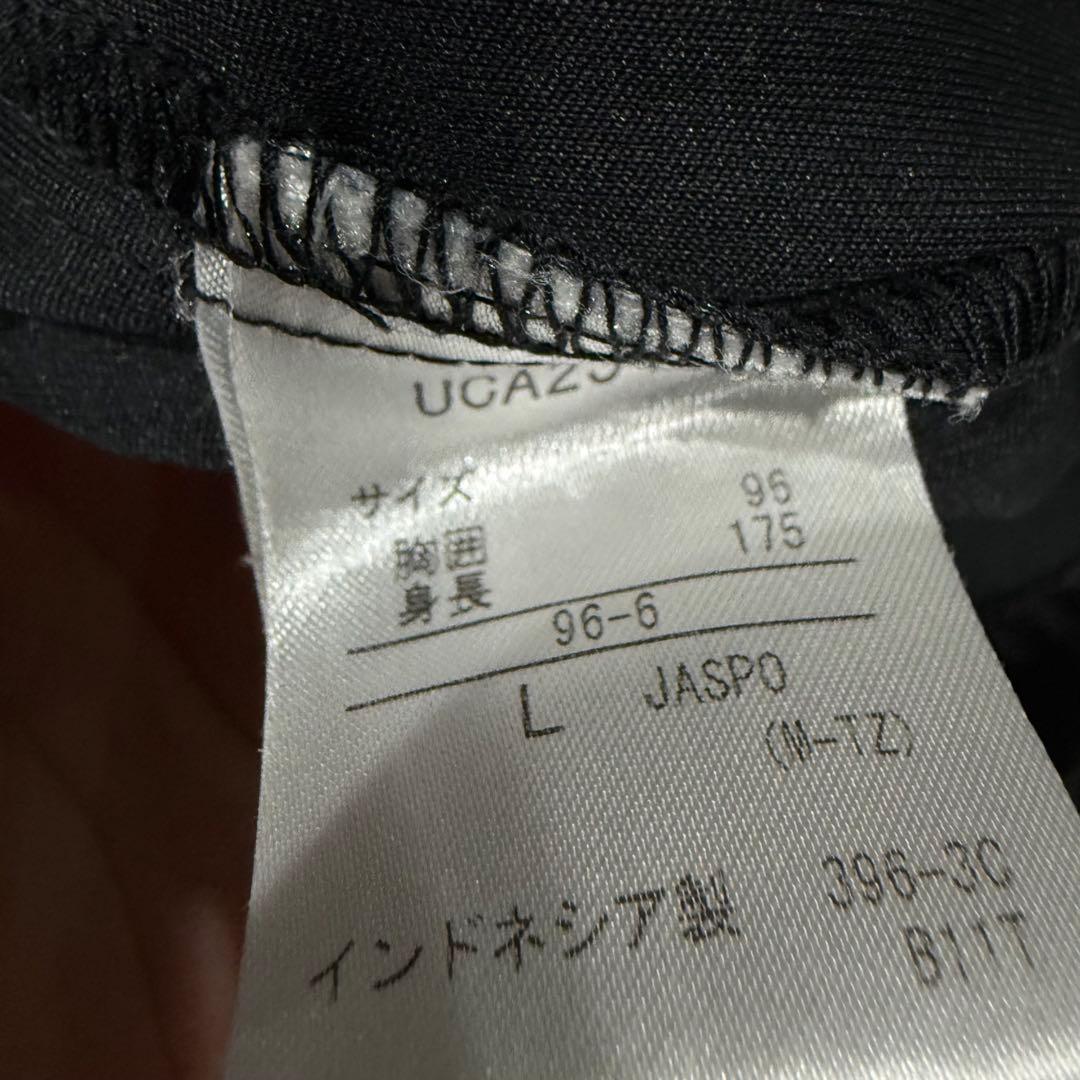 UCA25
サイズ
胸囲 96
身長 175
96-6
L JASPO
(M-TZ)
インドネシア製 396-3C
B11T